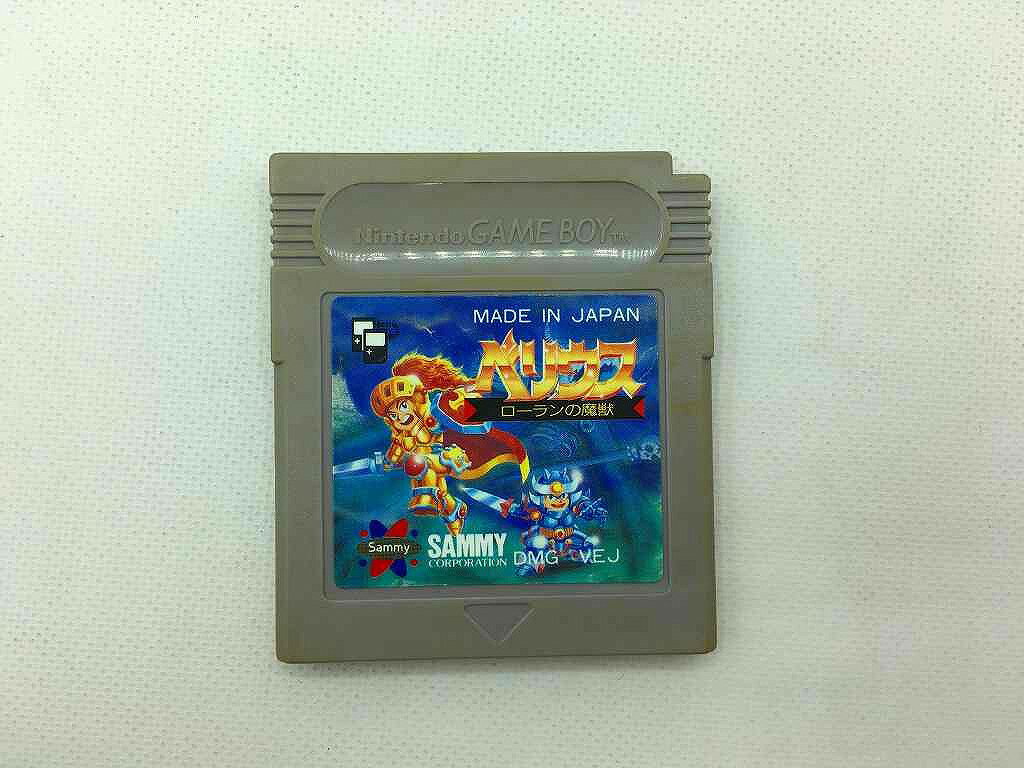 Nintendo GAME BOY TM
MADE IN JAPAN
ベリウス
ローランの魔獣
Sammy
SAMMY
CORPORATION
DMG VEJ